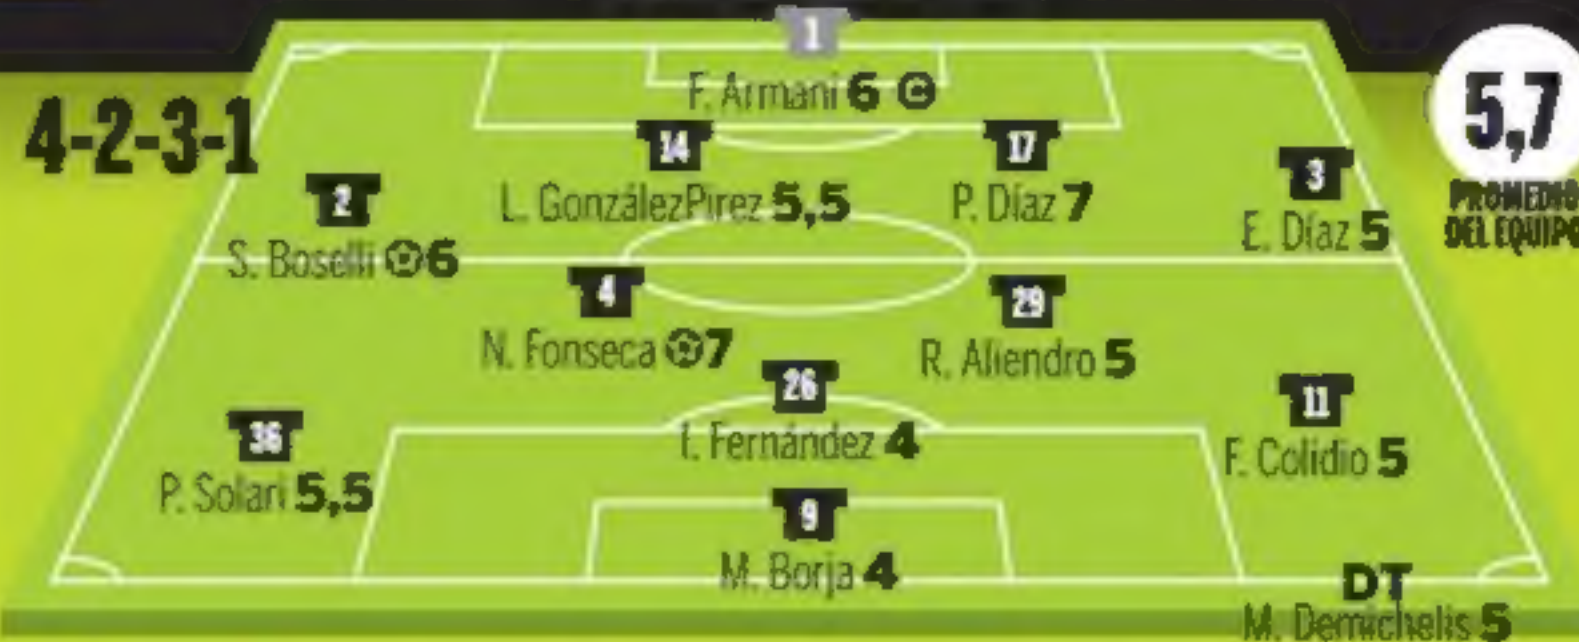 4-2-3-1
1
F. Armani 6 C
5,7
PROMEDIO DEL EQUIPO
14
L. GonzálezPirez 5,5
17
P. Díaz 7
3
E. Díaz 5
2
S. Boselli 6
4
N. Fonseca 7
29
R. Aliendro 5
26
I. Fernández 4
11
F. Colidio 5
36
P. Solari 5,5
9
M. Borja 4
DT
M. Demichelis 5